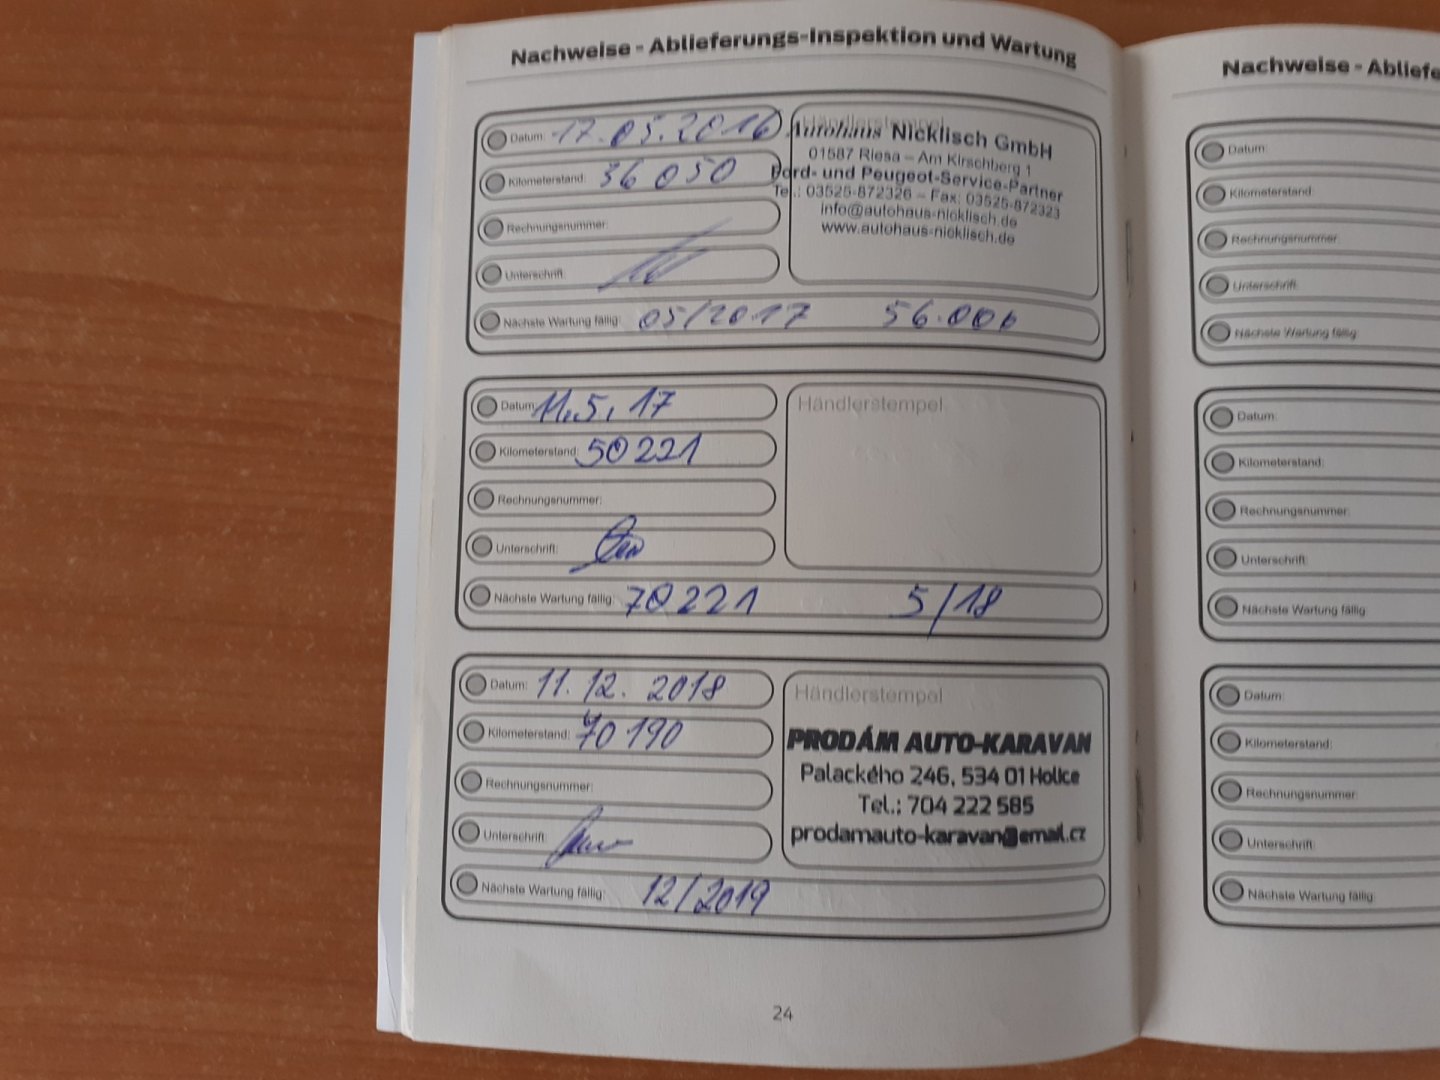 Nachweise - Ablieferungs-Inspektion und Wartung
Datum: 17.05.2016
Kilometerstand: 36 050
Rechnungsnummer:
Unterschrift:
Nächste Wartung fällig: 05/2017 56.000
Händlerstempel
Autohaus Nicklisch GmbH
01587 Riesa – Am Kirschberg 1
Ford- und Peugeot-Service-Partner
Tel.: 03525-872326 – Fax: 03525-872323
info@autohaus-nicklisch.de
www.autohaus-nicklisch.de
Datum: 11.5.17
Kilometerstand: 50221
Rechnungsnummer:
Unterschrift:
Nächste Wartung fällig: 70221 5/18
Händlerstempel
Datum: 11.12.2018
Kilometerstand: 70190
Rechnungsnummer:
Unterschrift:
Nächste Wartung fällig: 12/2019
Händlerstempel
PRODÁM AUTO-KARAVAN
Palackého 246, 534 01 Holice
Tel.: 704 222 585
prodamauto-karavan@email.cz
24
Nachweise - Abliefe
Datum:
Kilometerstand:
Rechnungsnummer:
Unterschrift:
Nächste Wartung fällig:
Datum:
Kilometerstand:
Rechnungsnummer:
Unterschrift:
Nächste Wartung fällig:
Datum:
Kilometerstand:
Rechnungsnummer:
Unterschrift:
Nächste Wartung fällig: